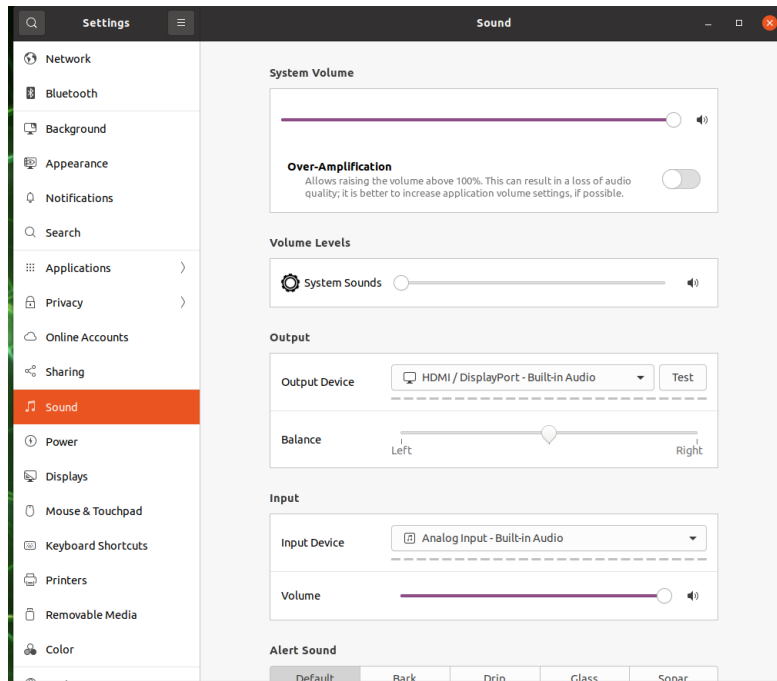 Settings
Sound
Network
Bluetooth
Background
Appearance
Notifications
Search
Applications
Privacy
Online Accounts
Sharing
Sound
Power
Displays
Mouse & Touchpad
Keyboard Shortcuts
Printers
Removable Media
Color
System Volume
Over-Amplification
Allows raising the volume above 100%. This can result in a loss of audio
quality; it is better to increase application volume settings, if possible.
Volume Levels
System Sounds
Output
Output Device
HDMI / DisplayPort - Built-in Audio
Test
Balance
Left
Right
Input
Input Device
Analog Input - Built-in Audio
Volume
Alert Sound
Default
Bark
Drip
Glass
Sonar